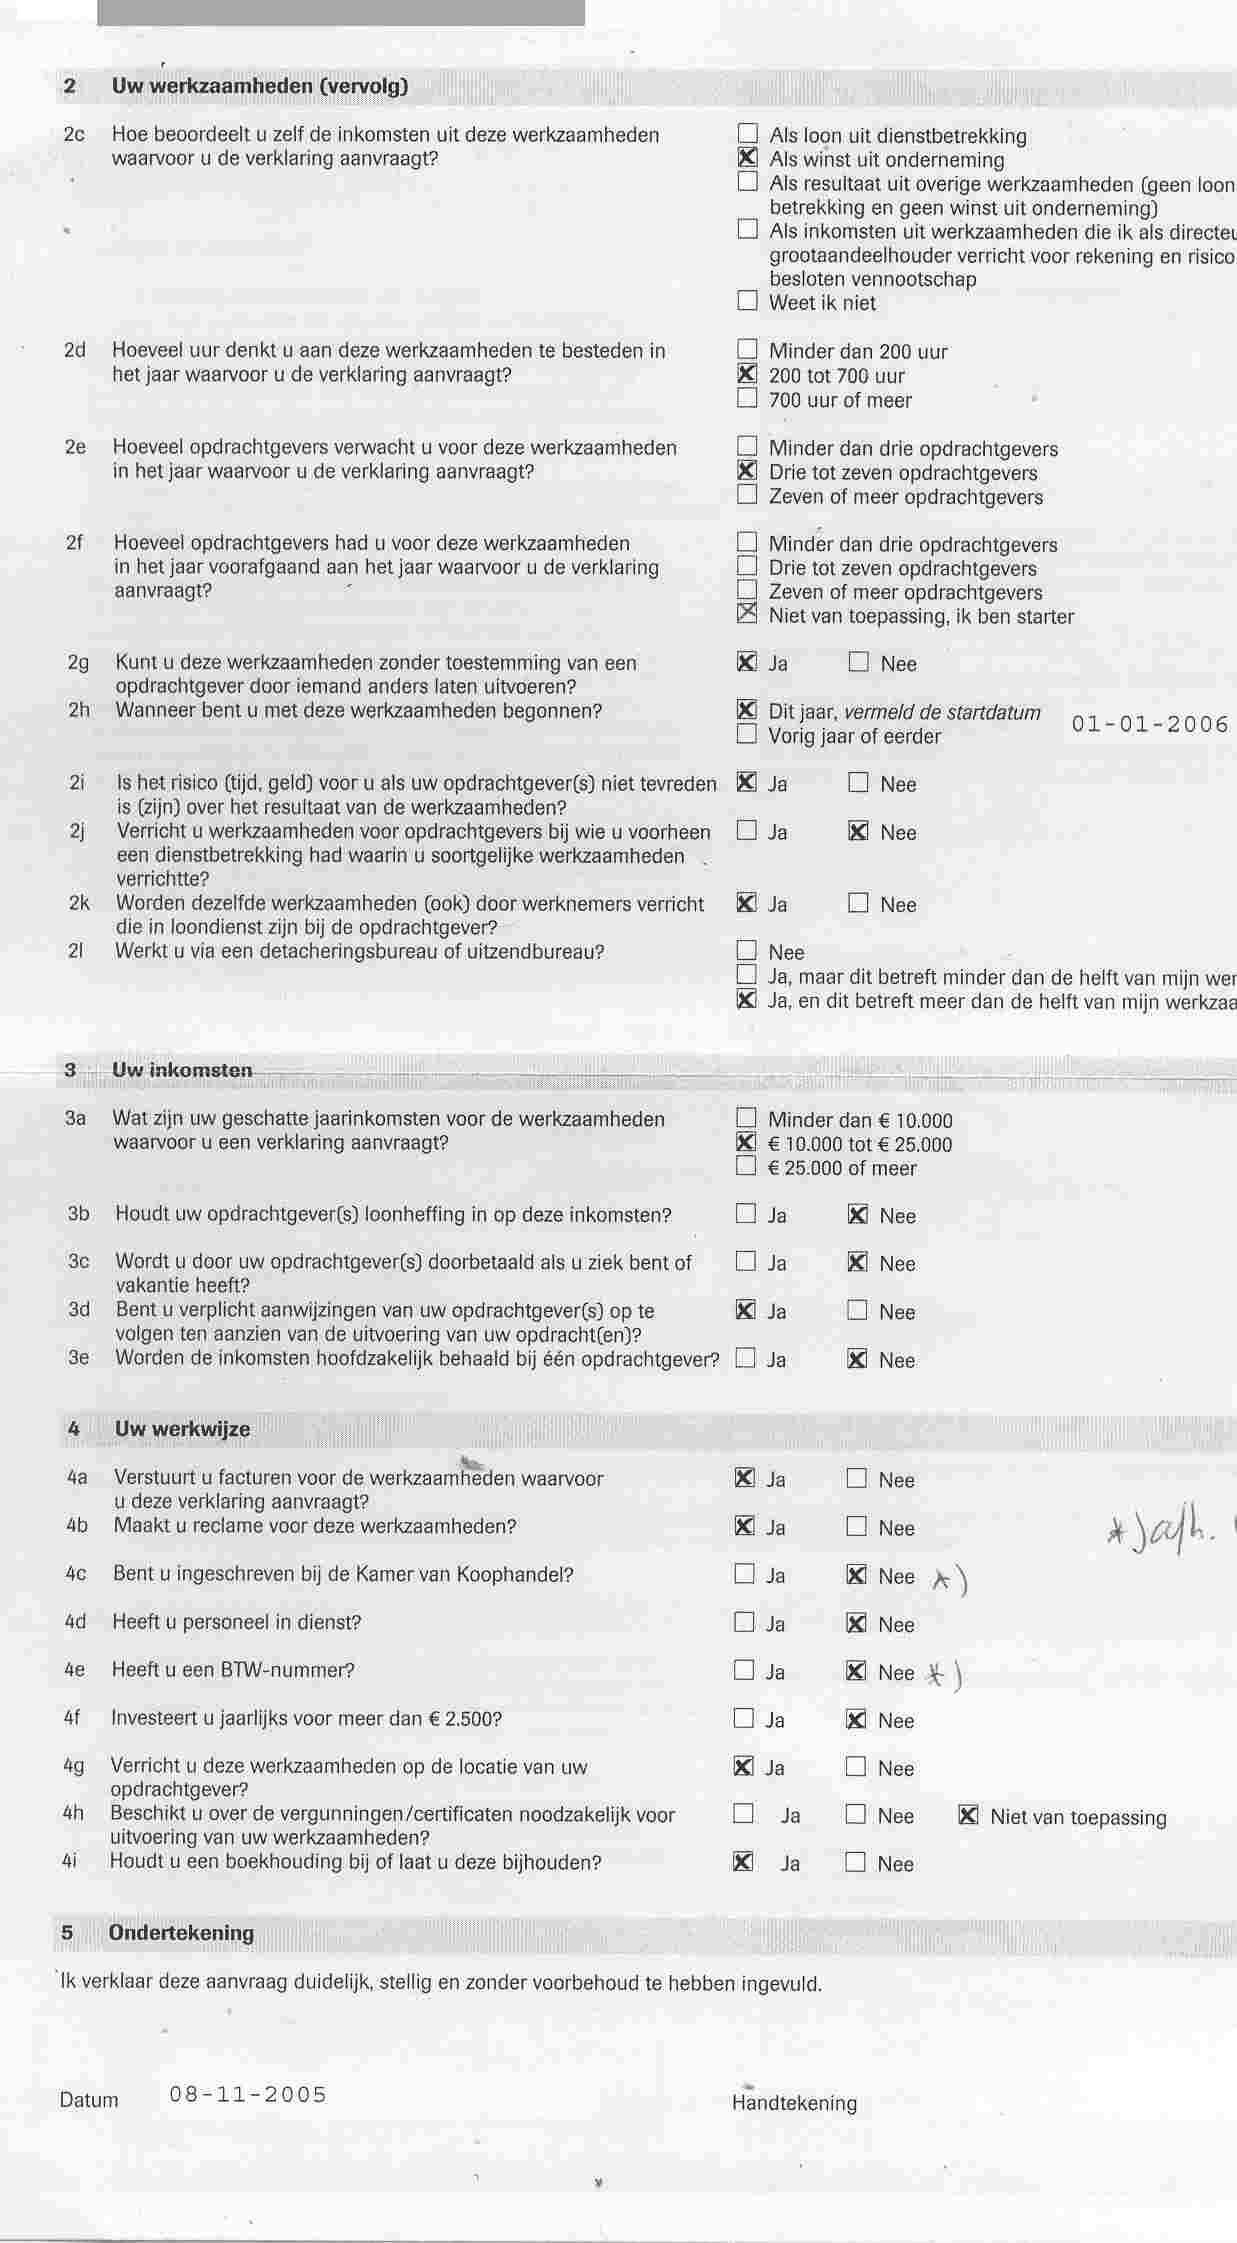 2 Uw werkzaamheden (vervolg)
2c Hoe beoordeelt u zelf de inkomsten uit deze werkzaamheden
waarvoor u de verklaring aanvraagt?
☐ Als loon uit dienstbetrekking
☒ Als winst uit onderneming
☐ Als resultaat uit overige werkzaamheden (geen loon
betrekking en geen winst uit onderneming)
☐ Als inkomsten uit werkzaamheden die ik als directeu
grootaandeelhouder verricht voor rekening en risico
besloten vennootschap
☐ Weet ik niet
2d Hoeveel uur denkt u aan deze werkzaamheden te besteden in
het jaar waarvoor u de verklaring aanvraagt?
☐ Minder dan 200 uur
☒ 200 tot 700 uur
☐ 700 uur of meer
2e Hoeveel opdrachtgevers verwacht u voor deze werkzaamheden
in het jaar waarvoor u de verklaring aanvraagt?
☐ Minder dan drie opdrachtgevers
☒ Drie tot zeven opdrachtgevers
☐ Zeven of meer opdrachtgevers
2f Hoeveel opdrachtgevers had u voor deze werkzaamheden
in het jaar voorafgaand aan het jaar waarvoor u de verklaring
aanvraagt?
☐ Minder dan drie opdrachtgevers
☐ Drie tot zeven opdrachtgevers
☐ Zeven of meer opdrachtgevers
☒ Niet van toepassing, ik ben starter
2g Kunt u deze werkzaamheden zonder toestemming van een
opdrachtgever door iemand anders laten uitvoeren?
☒ Ja ☐ Nee
2h Wanneer bent u met deze werkzaamheden begonnen?
☒ Dit jaar, vermeld de startdatum 01-01-2006
☐ Vorig jaar of eerder
2i Is het risico (tijd, geld) voor u als uw opdrachtgever(s) niet tevreden
is (zijn) over het resultaat van de werkzaamheden?
☒ Ja ☐ Nee
2j Verricht u werkzaamheden voor opdrachtgevers bij wie u voorheen
een dienstbetrekking had waarin u soortgelijke werkzaamheden
verrichtte?
☐ Ja ☒ Nee
2k Worden dezelfde werkzaamheden (ook) door werknemers verricht
die in loondienst zijn bij de opdrachtgever?
☒ Ja ☐ Nee
2l Werkt u via een detacheringsbureau of uitzendbureau?
☐ Nee
☐ Ja, maar dit betreft minder dan de helft van mijn wer
☒ Ja, en dit betreft meer dan de helft van mijn werkzaa
3 Uw inkomsten
3a Wat zijn uw geschatte jaarinkomsten voor de werkzaamheden
waarvoor u een verklaring aanvraagt?
☐ Minder dan € 10.000
☒ € 10.000 tot € 25.000
☐ € 25.000 of meer
3b Houdt uw opdrachtgever(s) loonheffing in op deze inkomsten? ☐ Ja ☒ Nee
3c Wordt u door uw opdrachtgever(s) doorbetaald als u ziek bent of
vakantie heeft?
☐ Ja ☒ Nee
3d Bent u verplicht aanwijzingen van uw opdrachtgever(s) op te
volgen ten aanzien van de uitvoering van uw opdracht(en)?
☒ Ja ☐ Nee
3e Worden de inkomsten hoofdzakelijk behaald bij één opdrachtgever? ☐ Ja ☒ Nee
4 Uw werkwijze
4a Verstuurt u facturen voor de werkzaamheden waarvoor
u deze verklaring aanvraagt?
☒ Ja ☐ Nee
4b Maakt u reclame voor deze werkzaamheden? ☒ Ja ☐ Nee
4c Bent u ingeschreven bij de Kamer van Koophandel? ☐ Ja ☒ Nee *)
4d Heeft u personeel in dienst? ☐ Ja ☒ Nee
4e Heeft u een BTW-nummer? ☐ Ja ☒ Nee *)
4f Investeert u jaarlijks voor meer dan € 2.500? ☐ Ja ☒ Nee
4g Verricht u deze werkzaamheden op de locatie van uw
opdrachtgever?
☒ Ja ☐ Nee
4h Beschikt u over de vergunningen/certificaten noodzakelijk voor
uitvoering van uw werkzaamheden?
☐ Ja ☐ Nee ☒ Niet van toepassing
4i Houdt u een boekhouding bij of laat u deze bijhouden? ☒ Ja ☐ Nee
5 Ondertekening
Ik verklaar deze aanvraag duidelijk, stellig en zonder voorbehoud te hebben ingevuld.
Datum 08-11-2005
Handtekening